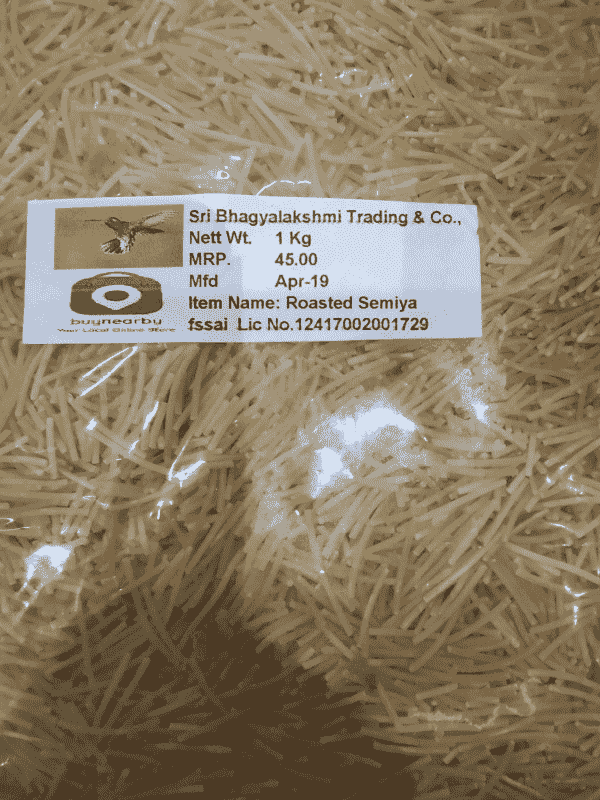 Sri Bhagyalakshmi Trading & Co.,
Nett Wt. 1 Kg
MRP. 45.00
Mfd Apr-19
Item Name: Roasted Semiya
fssai Lic No.12417002001729
buynearby
Your Local Online Store